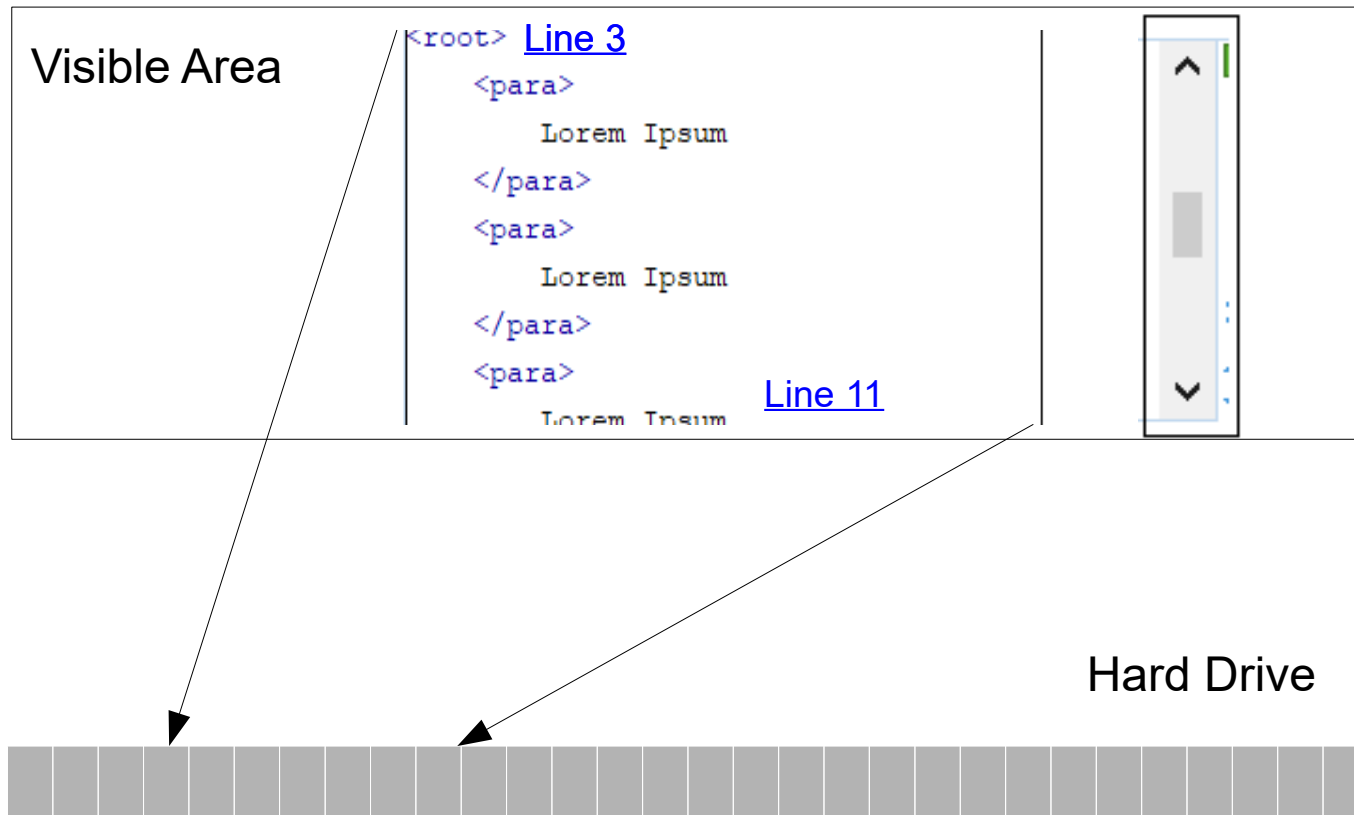 Visible Area
<root> Line 3
<para>
Lorem Ipsum
</para>
<para>
Lorem Ipsum
</para>
<para>
Line 11
Lorem Ipsum
Hard Drive